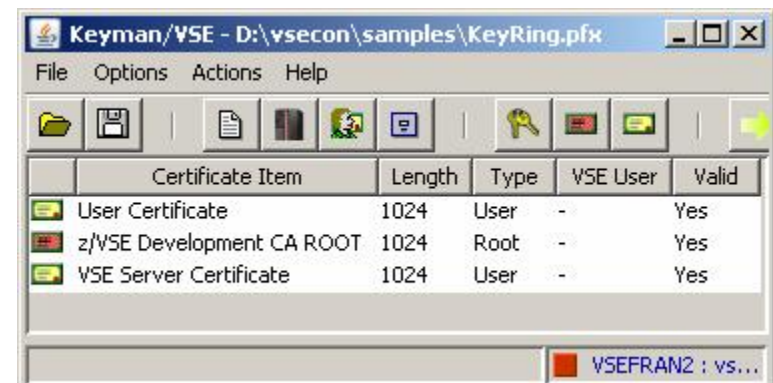 Keyman/VSE - D:\vsecon\samples\KeyRing.pfx
File Options Actions Help
Certificate Item Length Type VSE User Valid
User Certificate 1024 User - Yes
z/VSE Development CA ROOT 1024 Root - Yes
VSE Server Certificate 1024 User - Yes
VSEFRAN2 : vs...